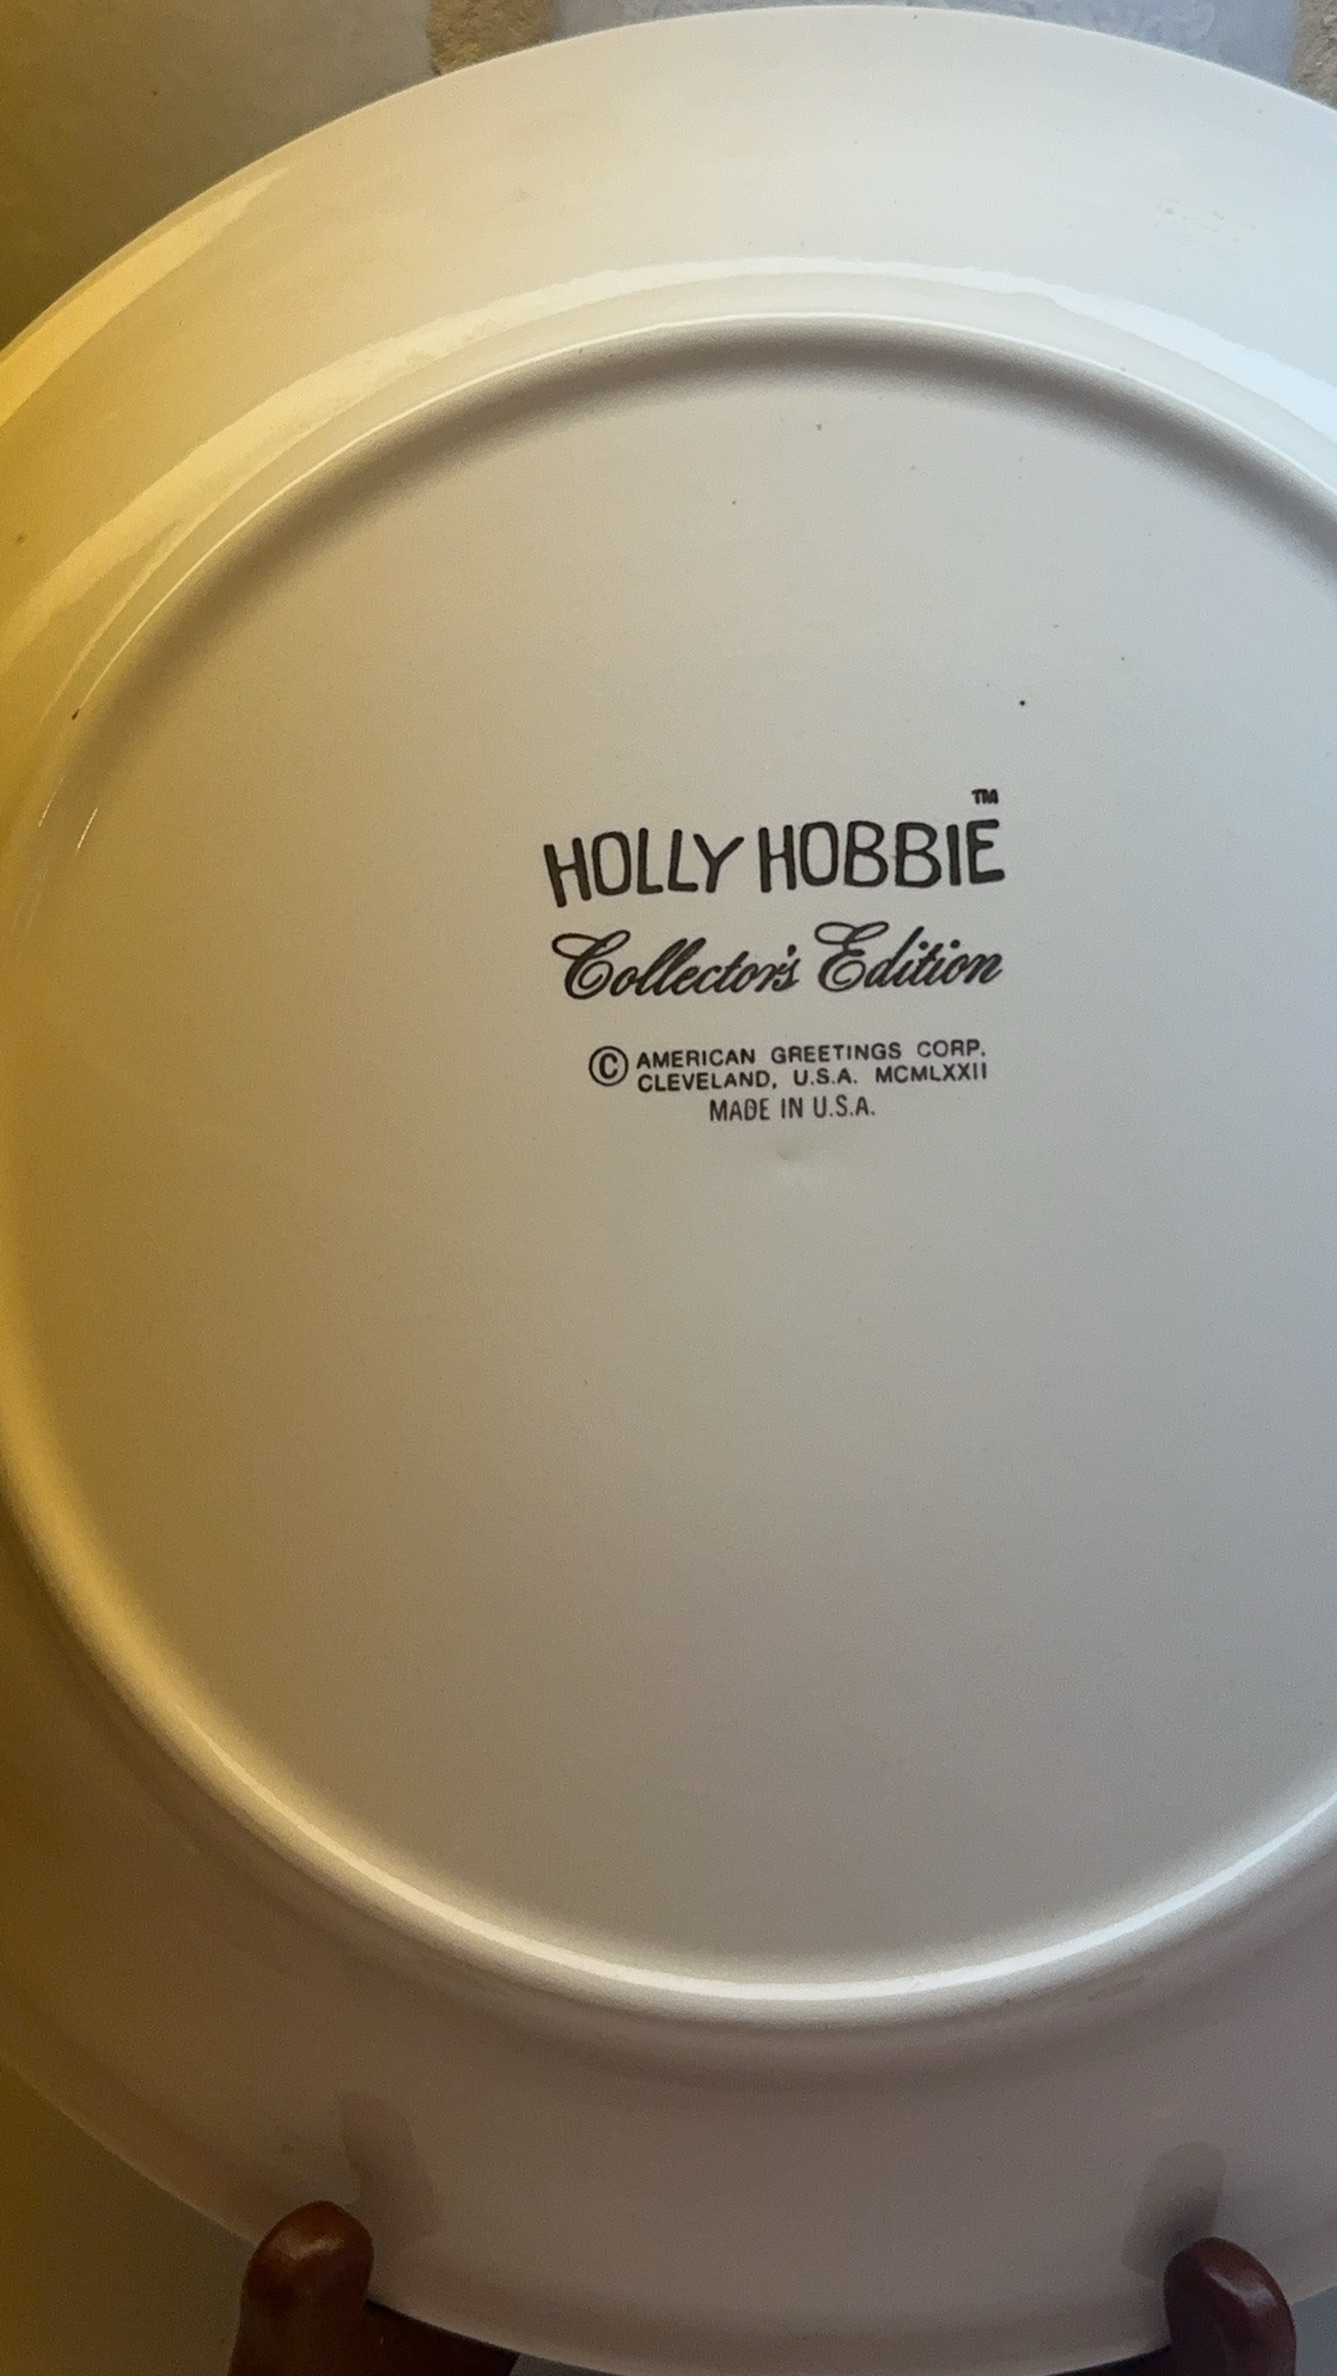 HOLLY HOBBIE™
Collector's Edition
© AMERICAN GREETINGS CORP.
CLEVELAND, U.S.A. MCMLXXII
MADE IN U.S.A.